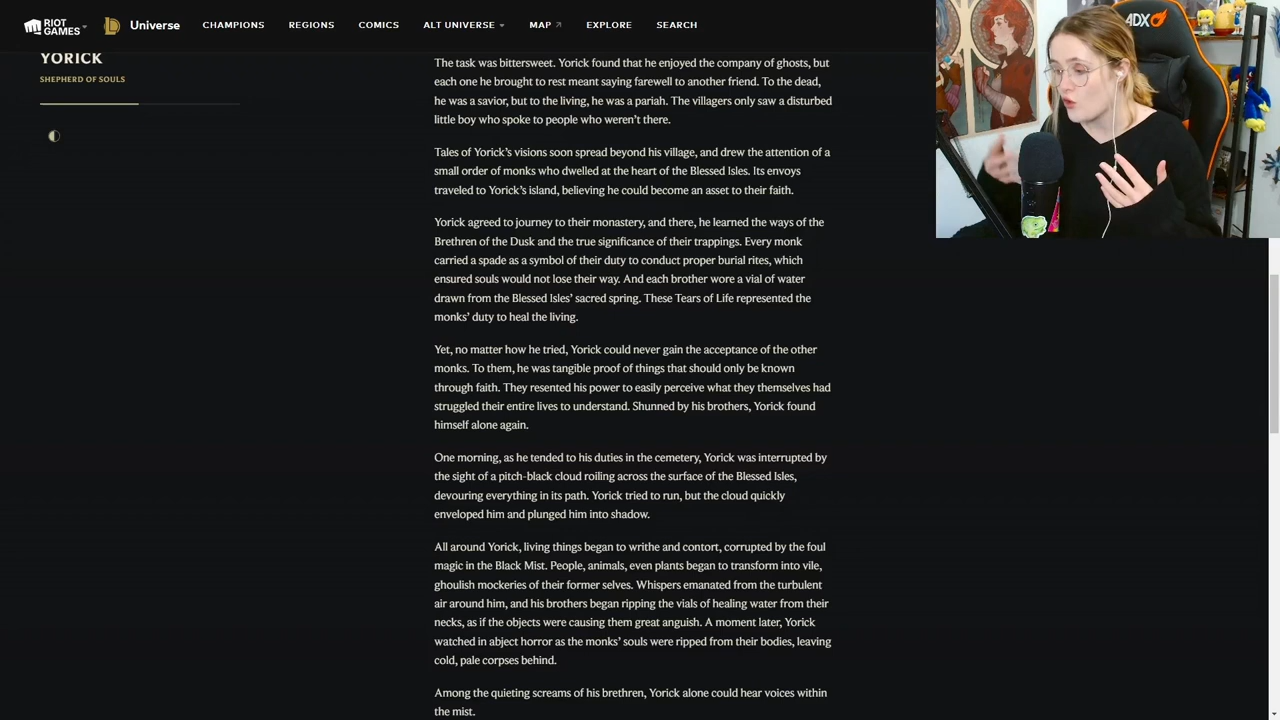 RIOT
GAMES
Universe
CHAMPIONS
REGIONS
COMICS
ALT UNIVERSE
MAP
EXPLORE
SEARCH
YORICK
SHEPHERD OF SOULS
The task was bittersweet. Yorick found that he enjoyed the company of ghosts, but
each one he brought to rest meant saying farewell to another friend. To the dead,
he was a savior, but to the living, he was a pariah. The villagers only saw a disturbed
little boy who spoke to people who weren’t there.
Tales of Yorick’s visions soon spread beyond his village, and drew the attention of a
small order of monks who dwelled at the heart of the Blessed Isles. Its envoys
traveled to Yorick’s island, believing he could become an asset to their faith.
Yorick agreed to journey to their monastery, and there, he learned the ways of the
Brethren of the Dusk and the true significance of their trappings. Every monk
carried a spade as a symbol of their duty to conduct proper burial rites, which
ensured souls would not lose their way. And each brother wore a vial of water
drawn from the Blessed Isles’ sacred spring. These Tears of Life represented the
monks’ duty to heal the living.
Yet, no matter how he tried, Yorick could never gain the acceptance of the other
monks. To them, he was tangible proof of things that should only be known
through faith. They resented his power to easily perceive what they themselves had
struggled their entire lives to understand. Shunned by his brothers, Yorick found
himself alone again.
One morning, as he tended to his duties in the cemetery, Yorick was interrupted by
the sight of a pitch-black cloud roiling across the surface of the Blessed Isles,
devouring everything in its path. Yorick tried to run, but the cloud quickly
enveloped him and plunged him into shadow.
All around Yorick, living things began to writhe and contort, corrupted by the foul
magic in the Black Mist. People, animals, even plants began to transform into vile,
ghoulish mockeries of their former selves. Whispers emanated from the turbulent
air around him, and his brothers began ripping the vials of healing water from their
necks, as if the objects were causing them great anguish. A moment later, Yorick
watched in abject horror as the monks’ souls were ripped from their bodies, leaving
cold, pale corpses behind.
Among the quieting screams of his brethren, Yorick alone could hear voices within
the mist.
ADX